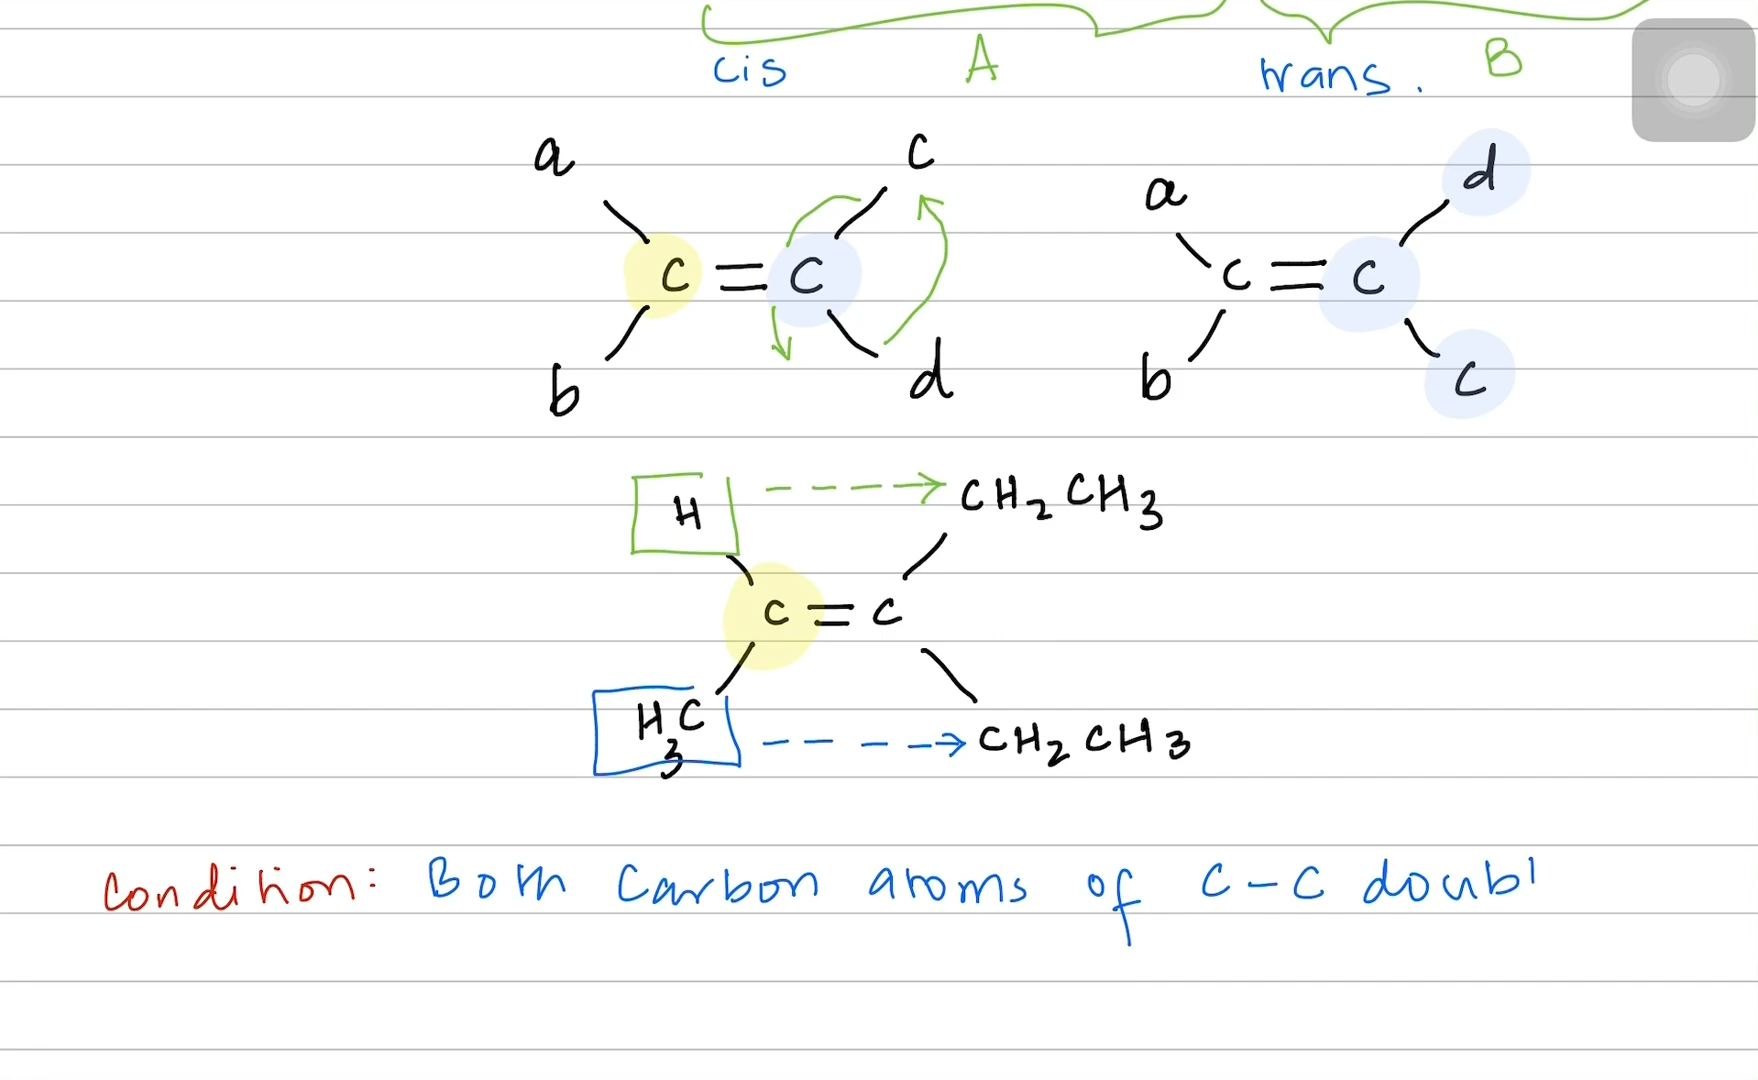 cis A trans. B
a c a d
C = C C = C
b d b c
H CH2CH3
C = C
H3C CH2CH3
Condition: Both Carbon atoms of C-C doubl